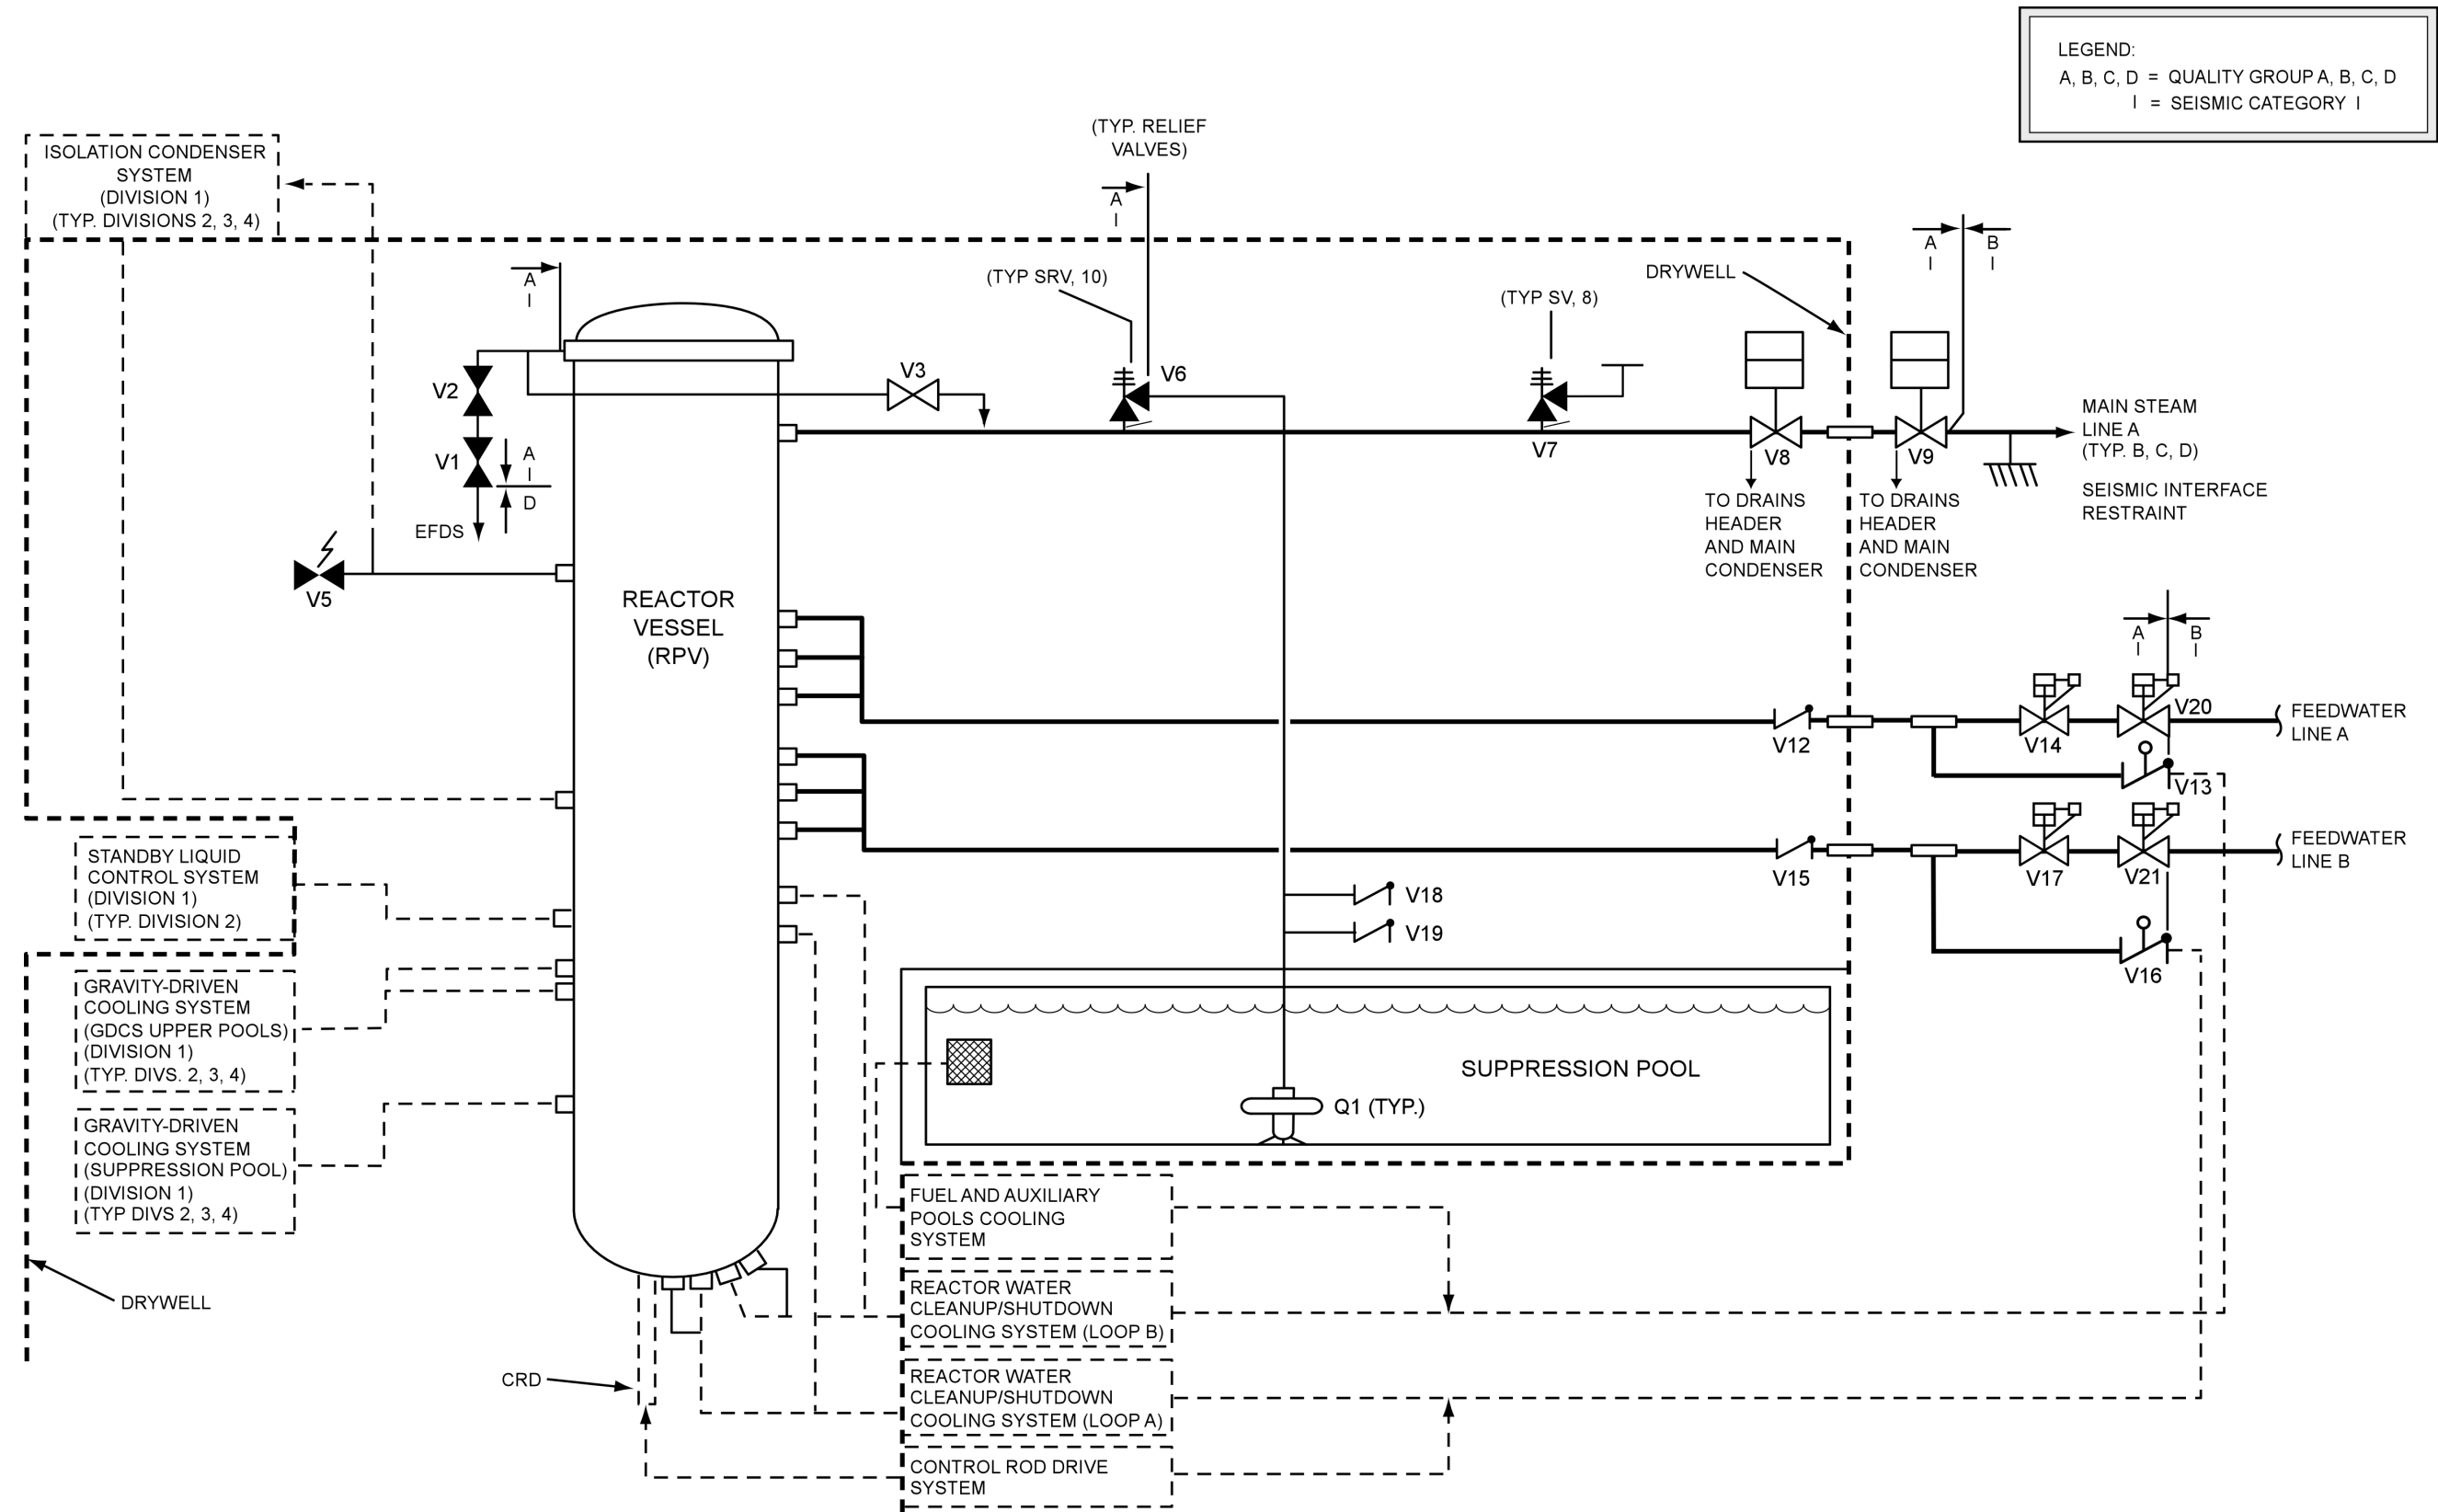 LEGEND:
A, B, C, D = QUALITY GROUP A, B, C, D
I = SEISMIC CATEGORY I
(TYP. RELIEF
VALVES)
A
I
ISOLATION CONDENSER
SYSTEM
(DIVISION 1)
(TYP. DIVISIONS 2, 3, 4)
A
I
(TYP SRV, 10)
(TYP SV, 8)
DRYWELL
A
I
B
I
V2
V1
A
I
D
EFDS
V3
V6
V7
V8
V9
TO DRAINS
HEADER
AND MAIN
CONDENSER
TO DRAINS
HEADER
AND MAIN
CONDENSER
MAIN STEAM
LINE A
(TYP. B, C, D)
SEISMIC INTERFACE
RESTRAINT
V5
REACTOR
VESSEL
(RPV)
A
I
B
I
V12
V14
V20
FEEDWATER
LINE A
V13
V15
V17
V21
FEEDWATER
LINE B
V16
V18
V19
STANDBY LIQUID
CONTROL SYSTEM
(DIVISION 1)
(TYP. DIVISION 2)
GRAVITY-DRIVEN
COOLING SYSTEM
(GDCS UPPER POOLS)
(DIVISION 1)
(TYP. DIVS. 2, 3, 4)
GRAVITY-DRIVEN
COOLING SYSTEM
(SUPPRESSION POOL)
(DIVISION 1)
(TYP DIVS 2, 3, 4)
SUPPRESSION POOL
Q1 (TYP.)
DRYWELL
CRD
FUEL AND AUXILIARY
POOLS COOLING
SYSTEM
REACTOR WATER
CLEANUP/SHUTDOWN
COOLING SYSTEM (LOOP B)
REACTOR WATER
CLEANUP/SHUTDOWN
COOLING SYSTEM (LOOP A)
CONTROL ROD DRIVE
SYSTEM